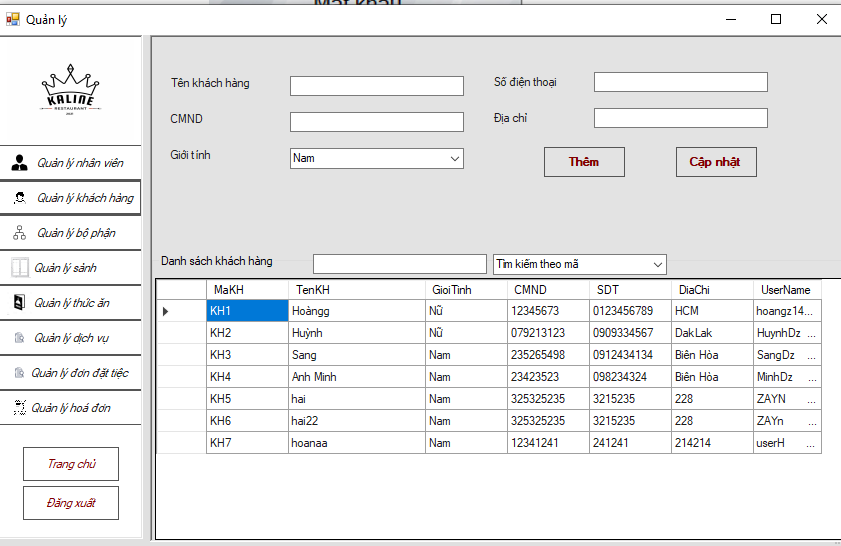 Mật khẩu
Quản lý
KALINE
RESTAURANT
Quản lý nhân viên
Quản lý khách hàng
Quản lý bộ phận
Quản lý sảnh
Quản lý thức ăn
Quản lý dịch vụ
Quản lý đơn đặt tiệc
Quản lý hoá đơn
Trang chủ
Đăng xuất
Tên khách hàng
Số điện thoại
CMND
Địa chỉ
Giới tính
Nam
Thêm
Cập nhật
Danh sách khách hàng
Tìm kiếm theo mã
MaKH TenKH GioiTinh CMND SDT DiaChi UserName
KH1 Hoàngg Nữ 12345673 0123456789 HCM hoangz14...
KH2 Huỳnh Nữ 079213123 0909334567 DakLak HuynhDz ...
KH3 Sang Nam 235265498 0912434134 Biên Hòa SangDz ...
KH4 Anh Minh Nam 23423523 098234324 Biên Hòa MinhDz ...
KH5 hai Nam 325325235 3215235 228 ZAYN ...
KH6 hai22 Nam 325325235 3215235 228 ZAYn ...
KH7 hoanaa Nam 12341241 241241 214214 userH ...